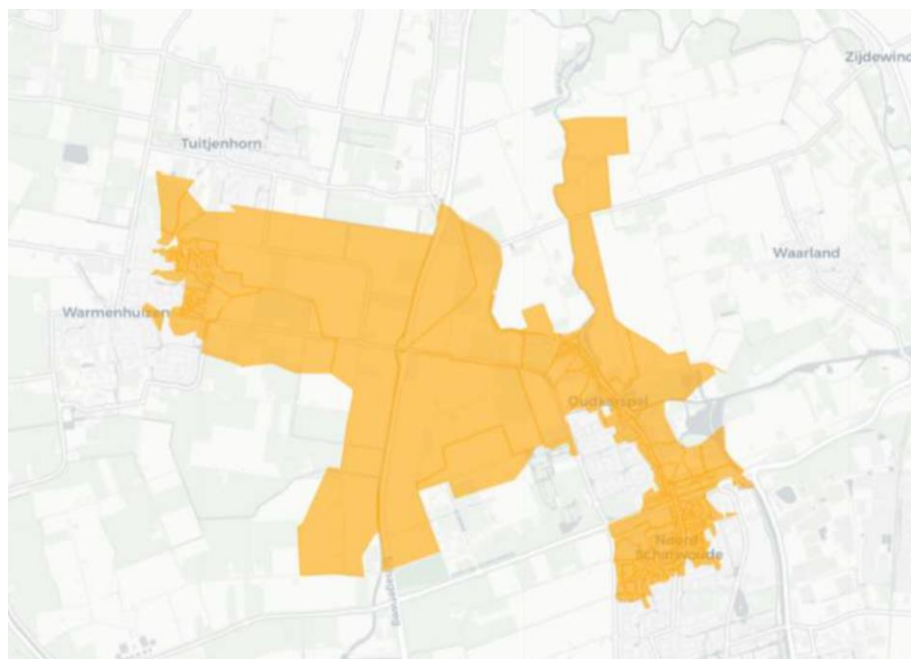 Zijdewind
Tuitjenhorn
Waarland
Warmenhuizen
Oudkarspel
Noord
Scharwoude